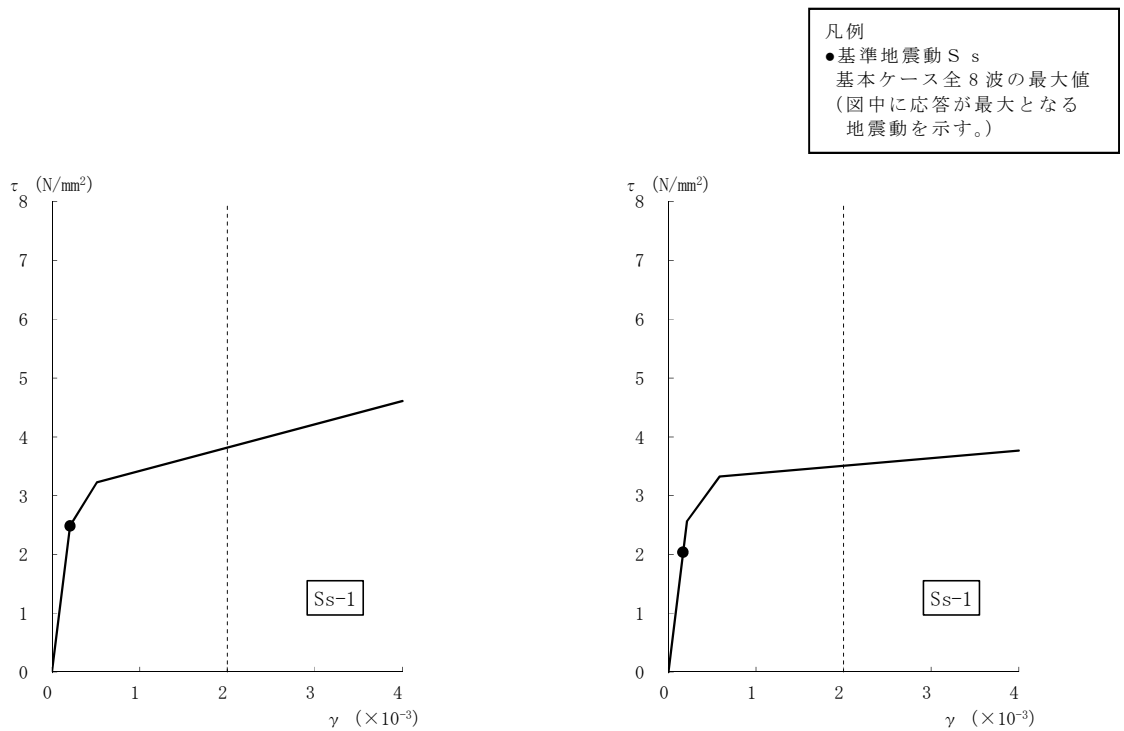 凡例
●基準地震動Ｓｓ
基本ケース全８波の最大値
（図中に応答が最大となる
地震動を示す。）
τ (N/mm²)
8
7
6
5
4
3
2
1
0
Ss-1
0 1 2 3 4
γ (×10⁻³)
τ (N/mm²)
8
7
6
5
4
3
2
1
0
Ss-1
0 1 2 3 4
γ (×10⁻³)